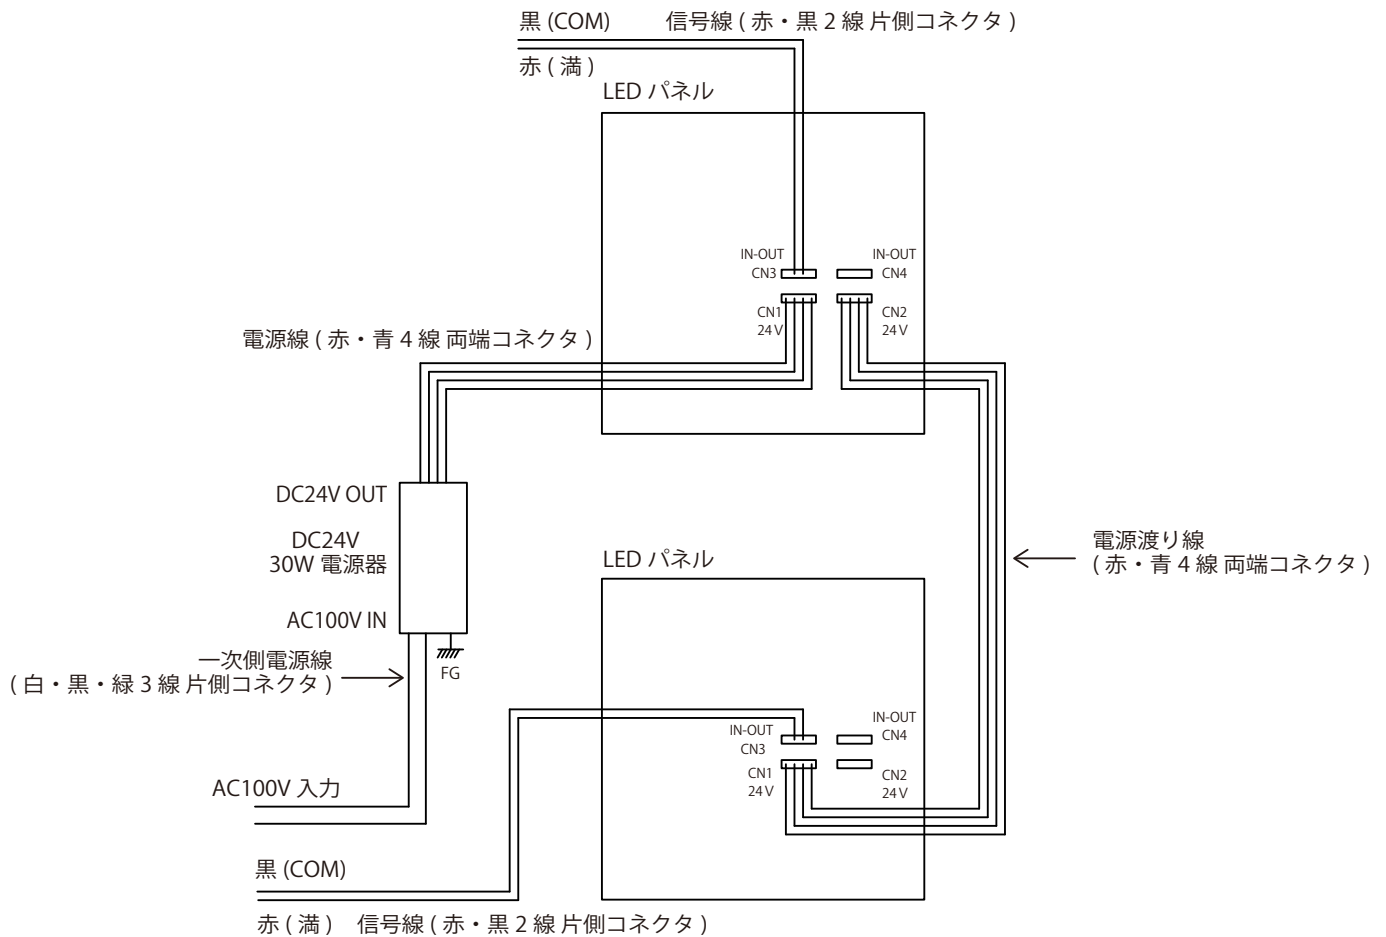 黒 (COM)
信号線 ( 赤・黒 2 線 片側コネクタ )
赤 ( 満 )
LED パネル
IN-OUT
CN3
IN-OUT
CN4
CN1
24 V
CN2
24 V
電源線 ( 赤・青 4 線 両端コネクタ )
DC24V OUT
DC24V
30W 電源器
AC100V IN
FG
一次側電源線
( 白・黒・緑 3 線 片側コネクタ )
電源渡り線
( 赤・青 4 線 両端コネクタ )
LED パネル
IN-OUT
CN3
IN-OUT
CN4
CN1
24 V
CN2
24 V
AC100V 入力
黒 (COM)
赤 ( 満 )
信号線 ( 赤・黒 2 線 片側コネクタ )